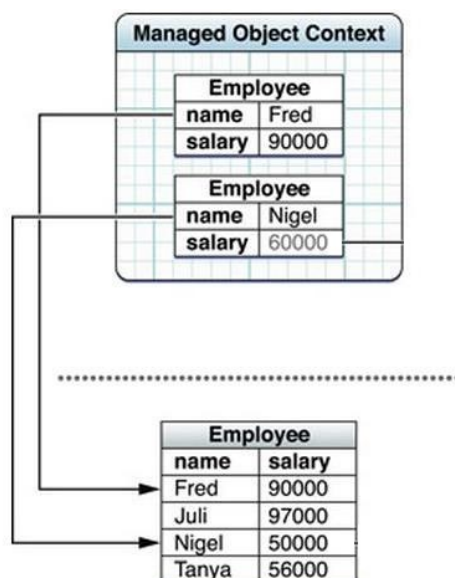 Managed Object Context
Employee
name Fred
salary 90000
Employee
name Nigel
salary 60000
Employee
name salary
Fred 90000
Juli 97000
Nigel 50000
Tanya 56000